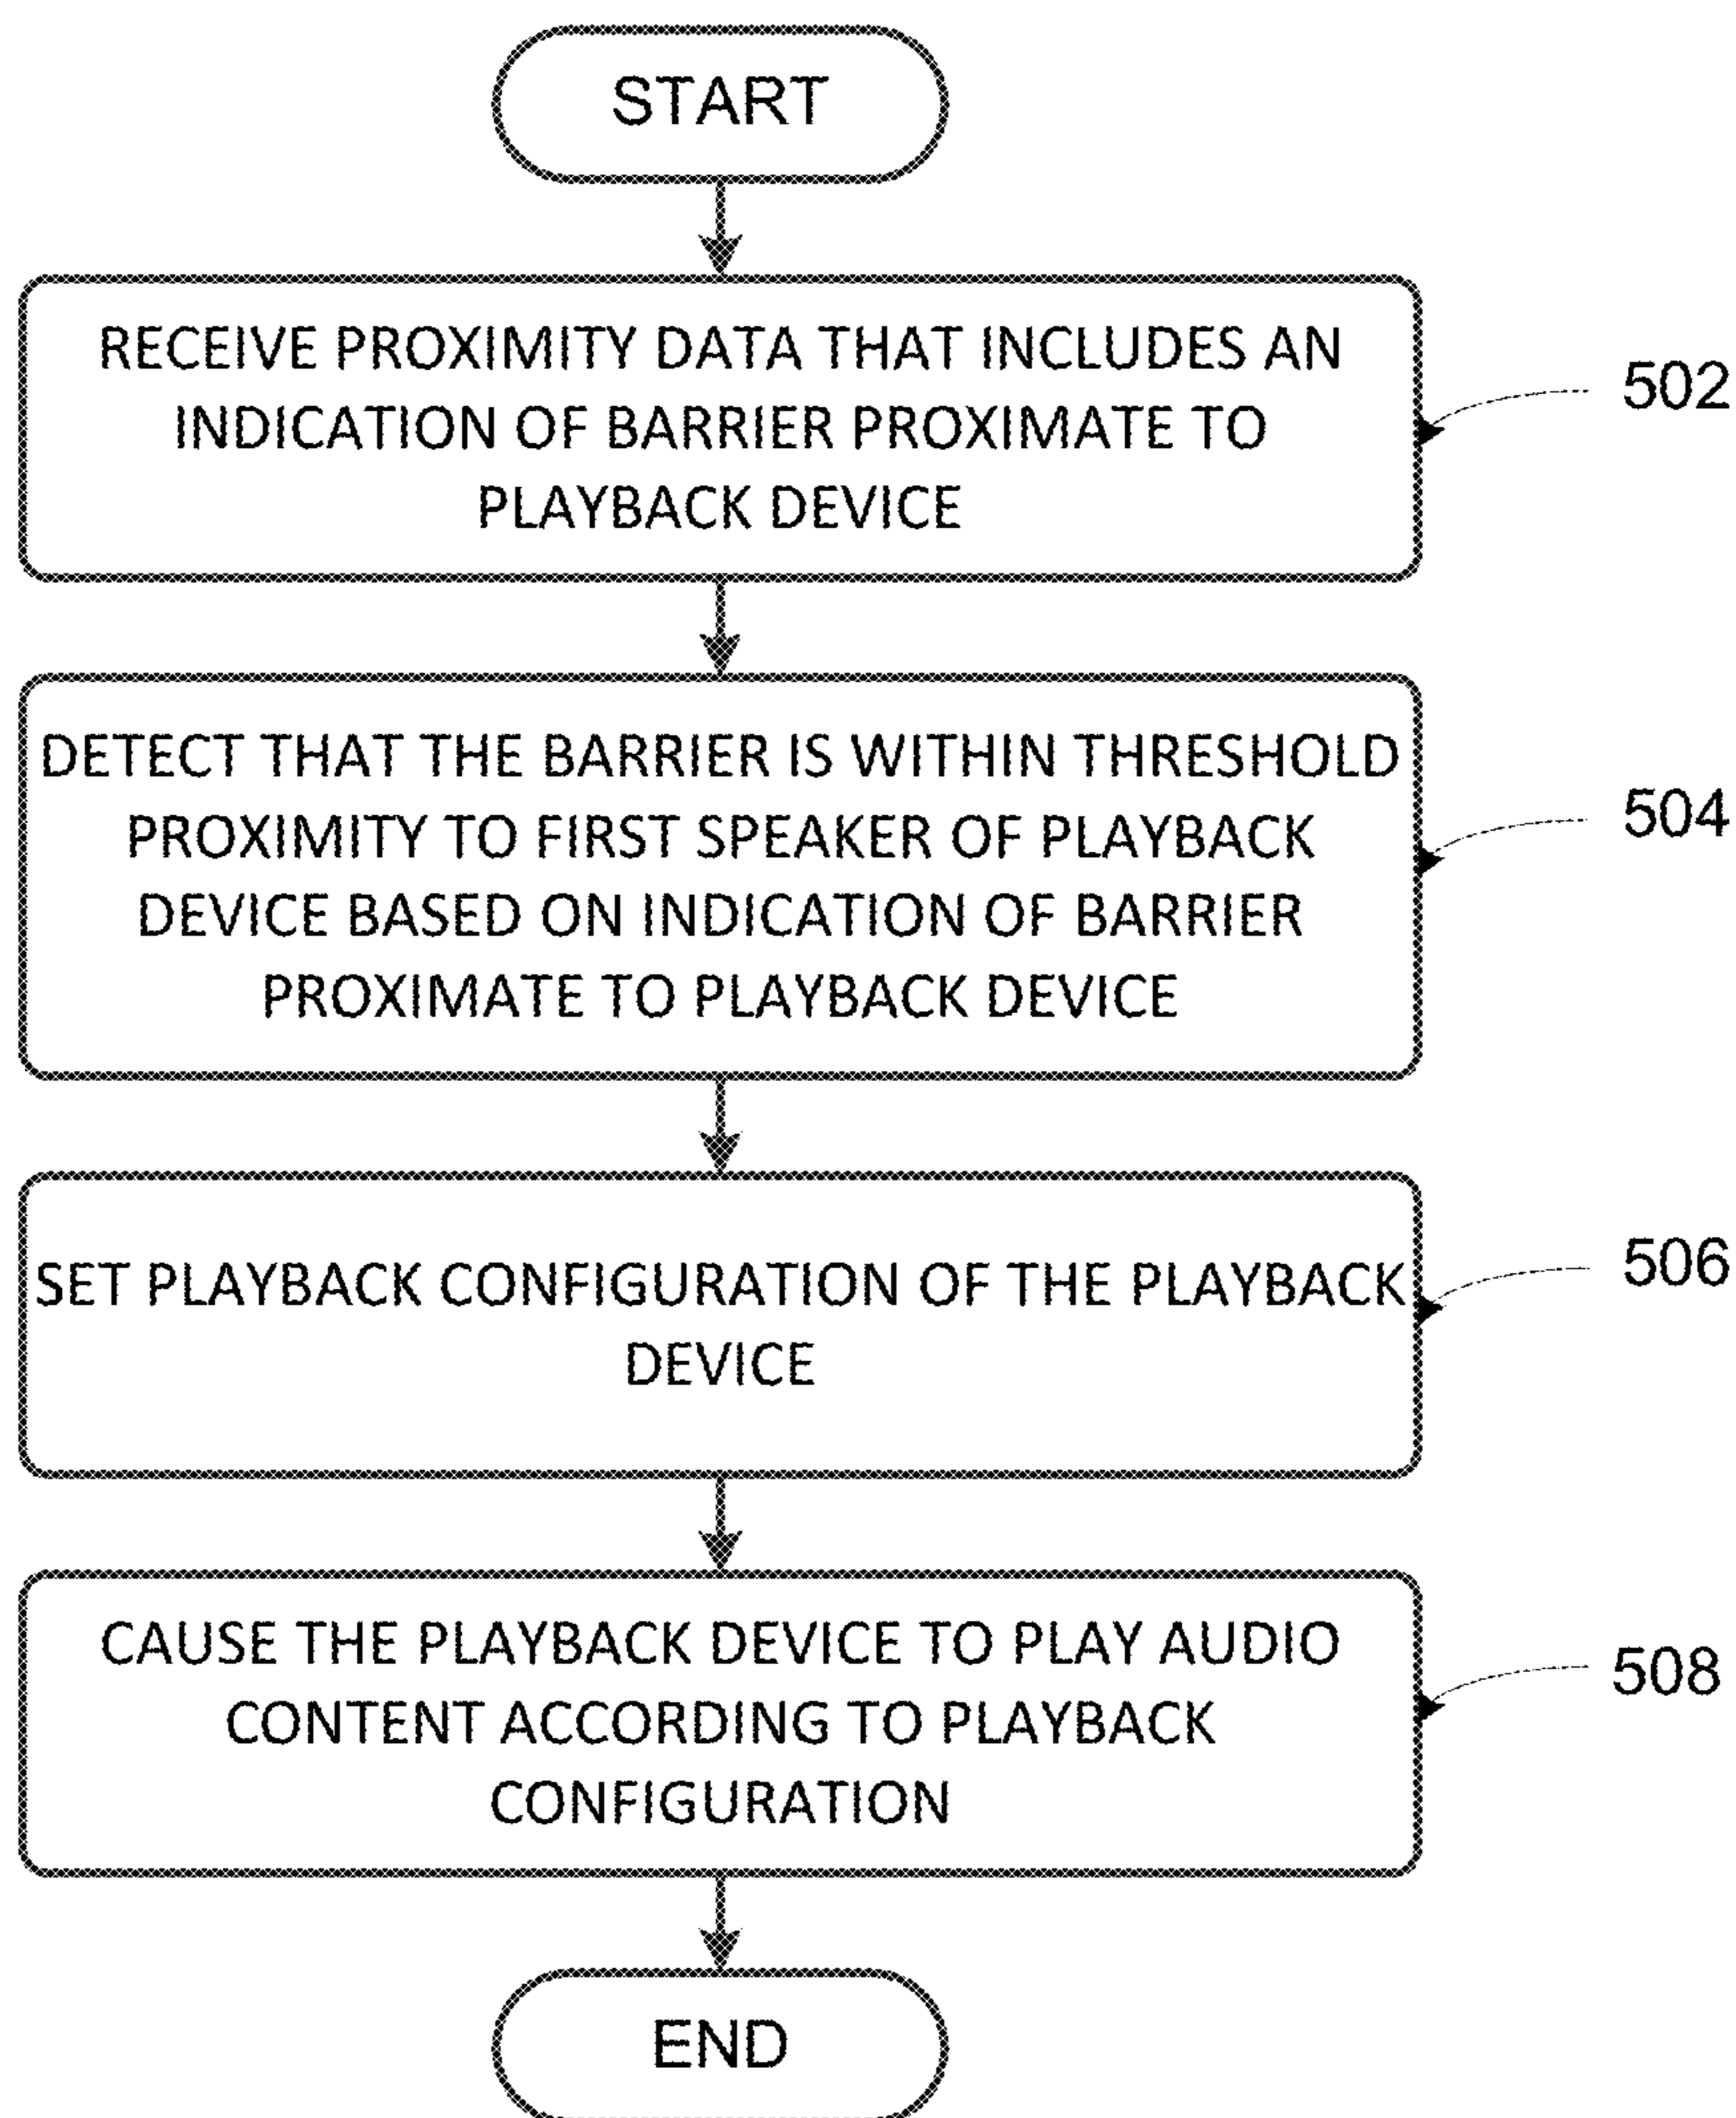 START
RECEIVE PROXIMITY DATA THAT INCLUDES AN
INDICATION OF BARRIER PROXIMATE TO
PLAYBACK DEVICE
502
DETECT THAT THE BARRIER IS WITHIN THRESHOLD
PROXIMITY TO FIRST SPEAKER OF PLAYBACK
DEVICE BASED ON INDICATION OF BARRIER
PROXIMATE TO PLAYBACK DEVICE
504
SET PLAYBACK CONFIGURATION OF THE PLAYBACK
DEVICE
506
CAUSE THE PLAYBACK DEVICE TO PLAY AUDIO
CONTENT ACCORDING TO PLAYBACK
CONFIGURATION
508
END